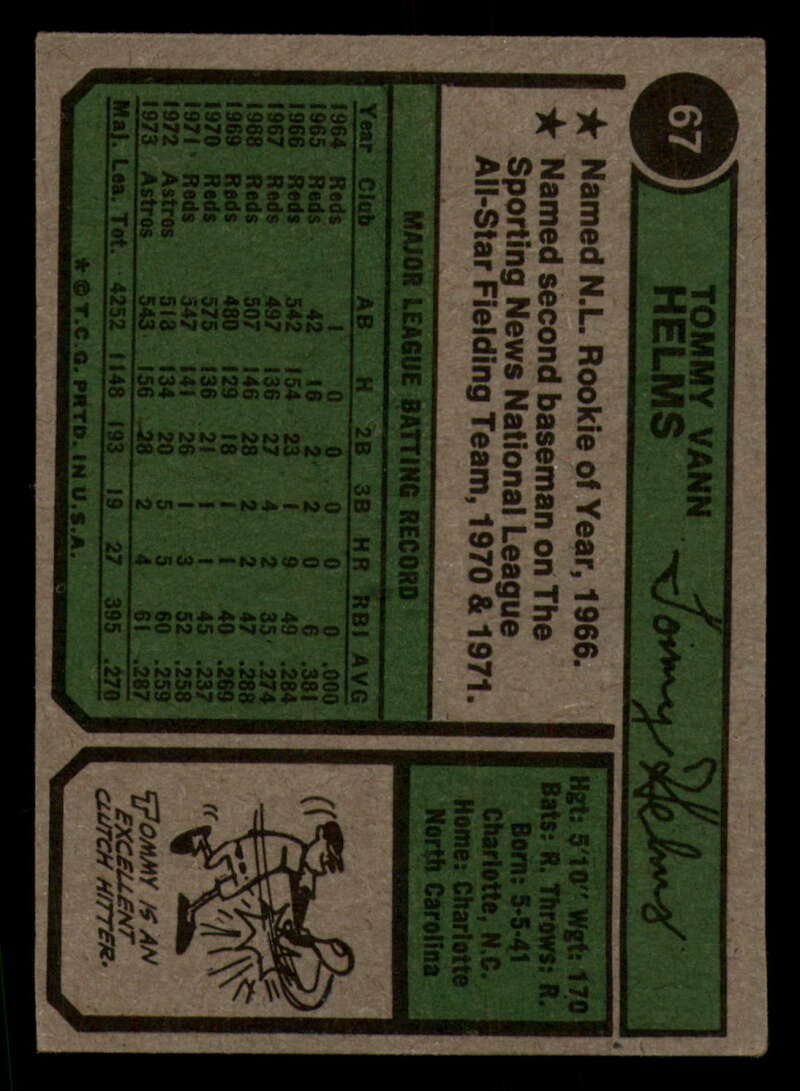 67
TOMMY VANN
HELMS
Tommy Helms
★ Named N.L. Rookie of Year, 1966.
★ Named second baseman on The
Sporting News National League
All-Star Fielding Team, 1970 & 1971.
MAJOR LEAGUE BATTING RECORD
Year Club AB H 2B 3B HR RBI AVG
1964 Reds 1 0 0 0 0 0 .000
1965 Reds 42 16 2 2 0 6 .381
1966 Reds 542 154 23 1 9 49 .284
1967 Reds 497 136 27 4 2 35 .274
1968 Reds 507 146 28 2 2 47 .288
1969 Reds 480 129 18 1 1 40 .269
1970 Reds 575 136 21 1 1 45 .237
1971 Reds 547 141 26 1 3 52 .258
1972 Astros 518 134 20 5 5 60 .259
1973 Astros 543 156 28 2 4 61 .287
Maj. Lea. Tot. 4252 1148 193 19 27 395 .270
* © T.C.G. PRTD. IN U.S.A.
Hgt: 5'10" Wgt: 170
Bats: R. Throws: R.
Born: 5-5-41
Charlotte, N.C.
Home: Charlotte
North Carolina
TOMMY IS AN
EXCELLENT
CLUTCH HITTER.